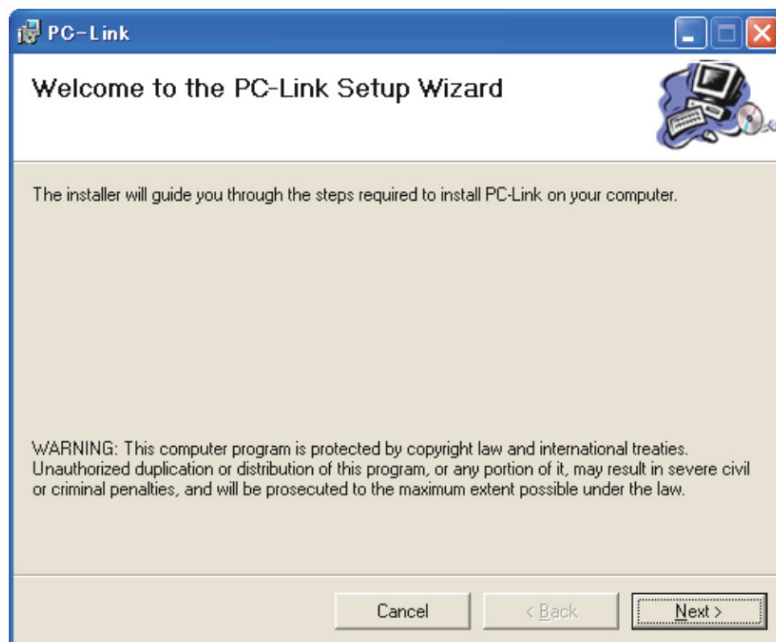 PC-Link
Welcome to the PC-Link Setup Wizard
The installer will guide you through the steps required to install PC-Link on your computer.
WARNING: This computer program is protected by copyright law and international treaties.
Unauthorized duplication or distribution of this program, or any portion of it, may result in severe civil
or criminal penalties, and will be prosecuted to the maximum extent possible under the law.
Cancel
< Back
Next >